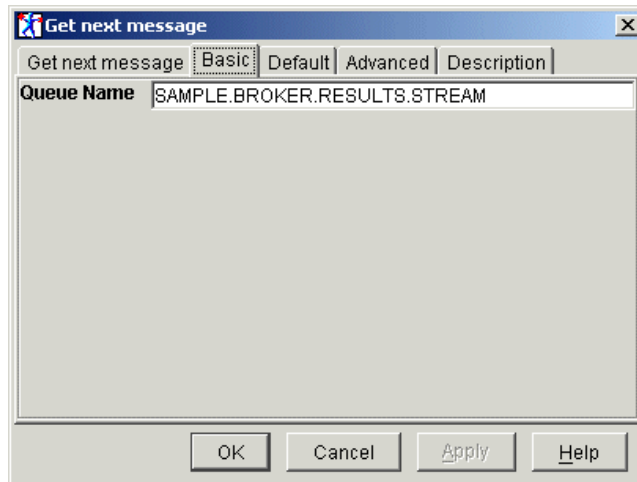 Get next message
Get next message Basic Default Advanced Description
Queue Name SAMPLE.BROKER.RESULTS.STREAM
OK Cancel Apply Help